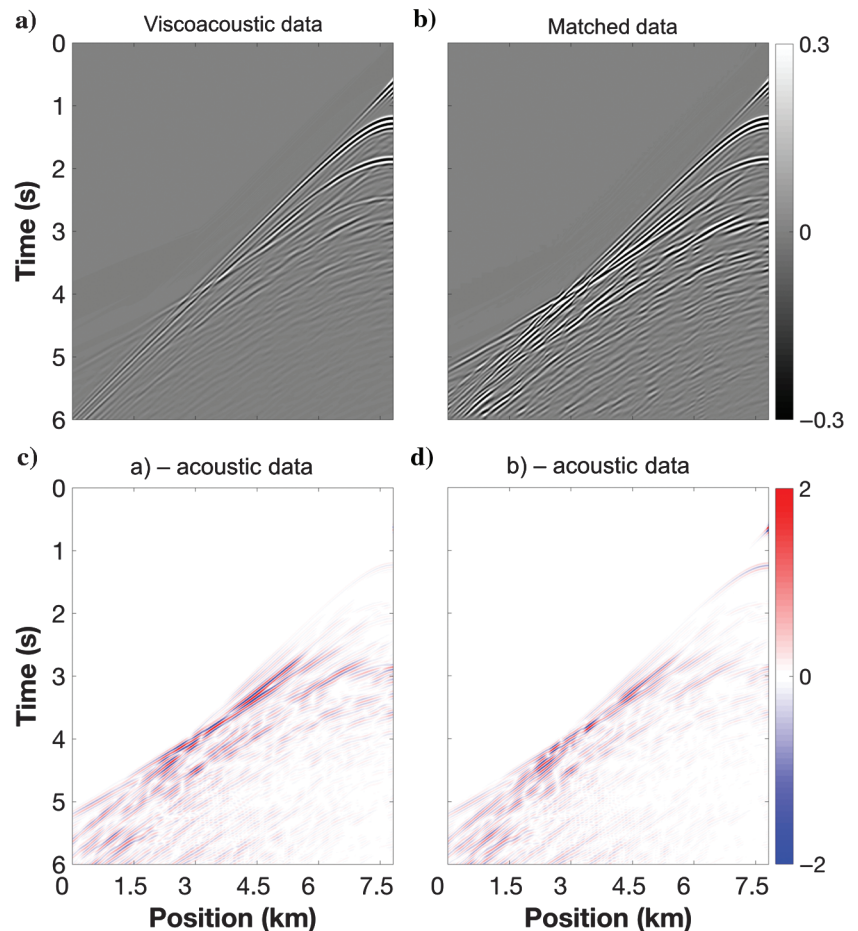 a) Viscoacoustic data
b) Matched data
0
1
2
3
4
5
6
Time (s)
0.3
0
−0.3
c) a) – acoustic data
d) b) – acoustic data
0
1
2
3
4
5
6
Time (s)
2
0
−2
0 1.5 3 4.5 6 7.5
0 1.5 3 4.5 6 7.5
Position (km)
Position (km)